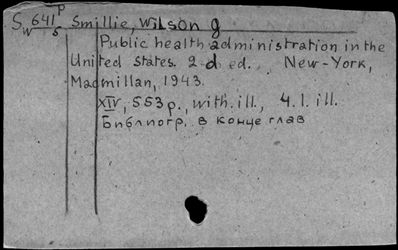 Sw 641 p/5 Smillie, Wilson G
Public health administration in the
United States. 2-d ed. New-York,
Macmillan, 1943.
XIV, 553 p., with. ill., 4. l. ill.
Библиогр. в конце глав